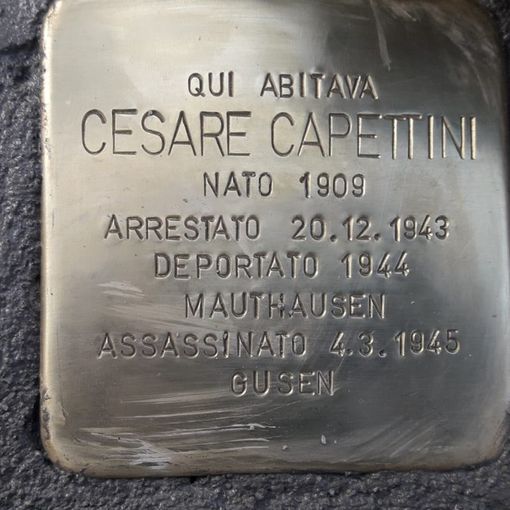 QUI ABITAVA
CESARE CAPETTINI
NATO 1909
ARRESTATO 20.12.1943
DEPORTATO 1944
MAUTHAUSEN
ASSASSINATO 4.3.1945
GUSEN